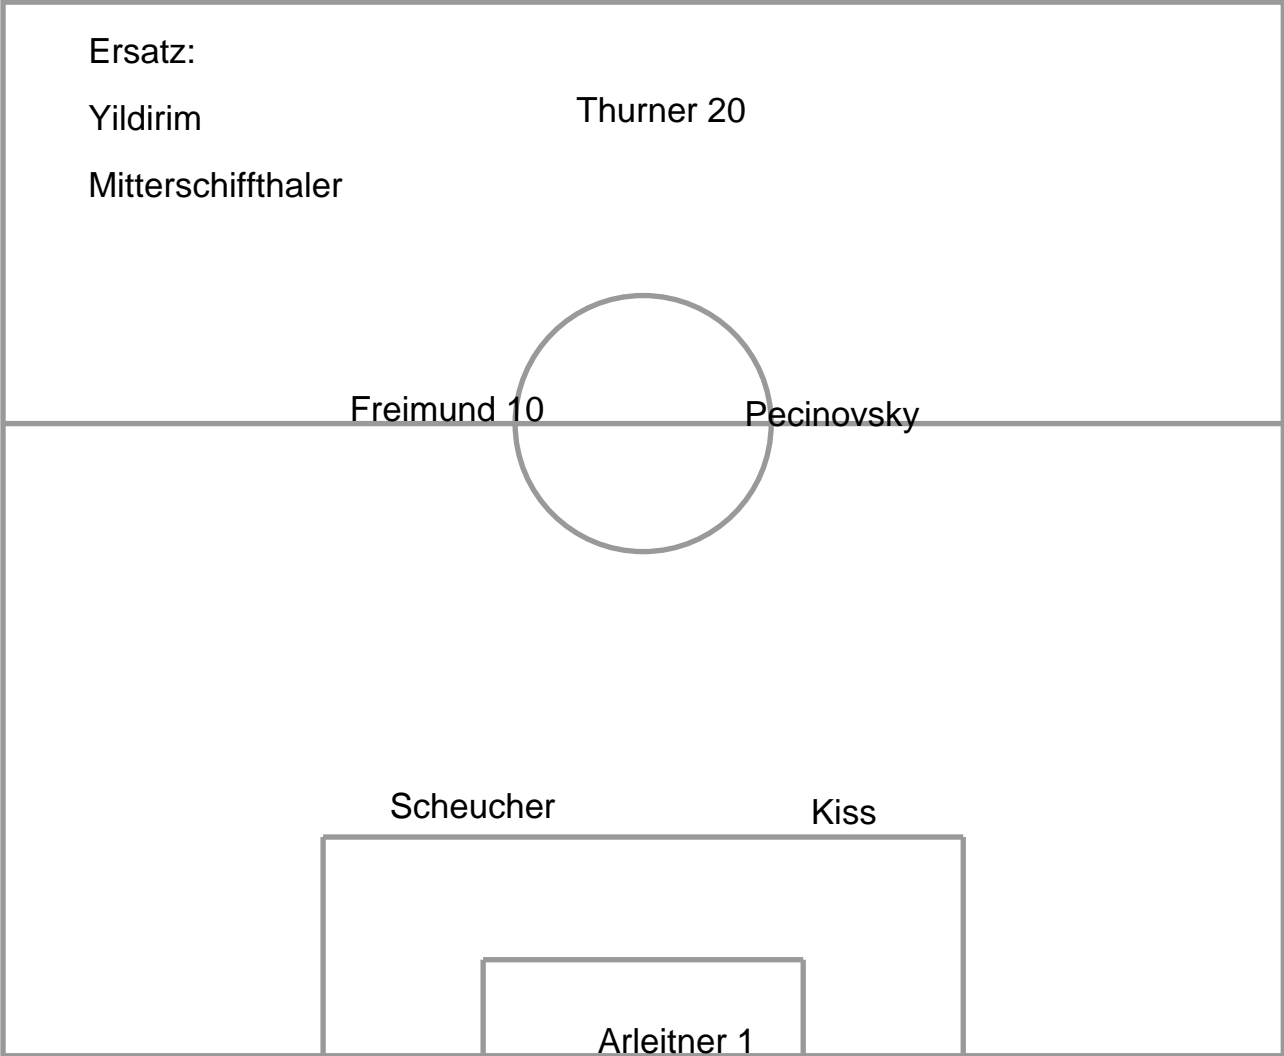 Ersatz:
Yildirim
Thurner 20
Mitterschiffthaler
Freimund 10
Pecinovsky
Scheucher
Kiss
Arleitner 1